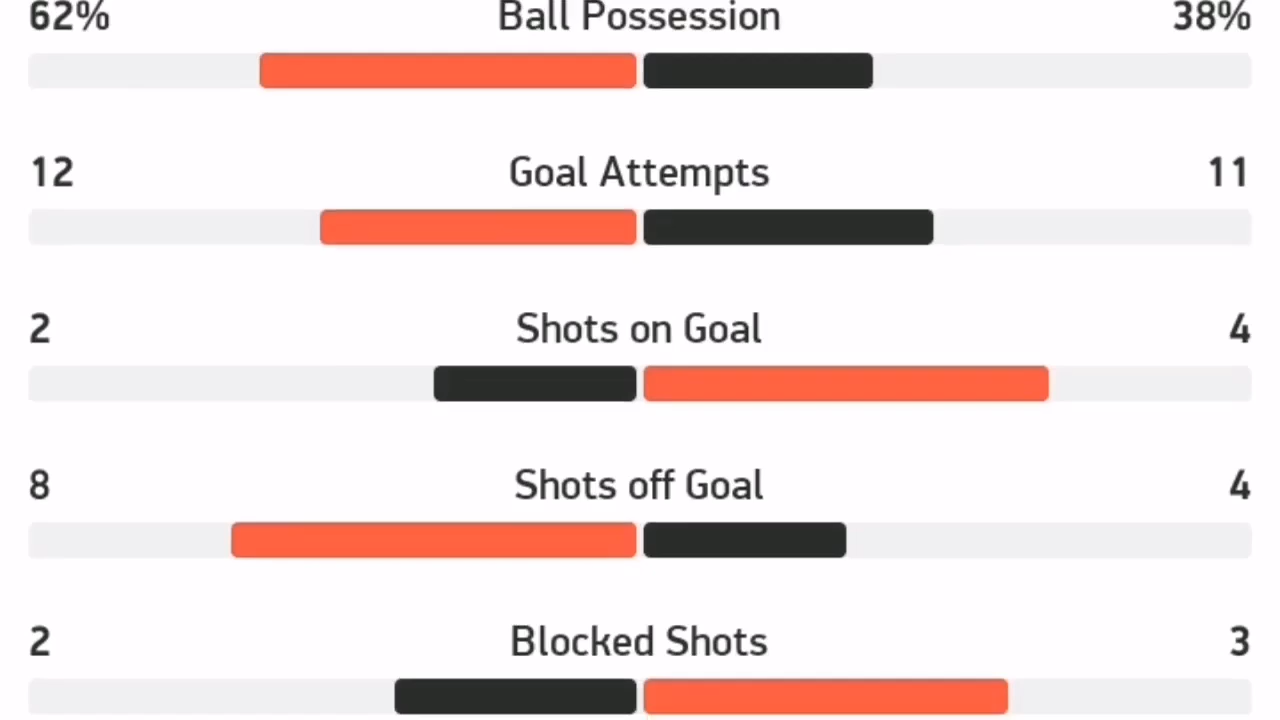 62% Ball Possession 38%
12 Goal Attempts 11
2 Shots on Goal 4
8 Shots off Goal 4
2 Blocked Shots 3